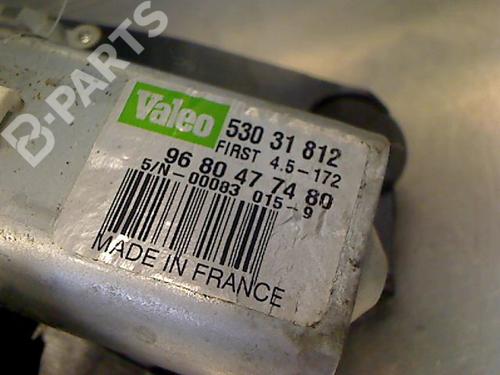 B-PARTS
Valeo
530 31 812
FIRST 4.5-172
96 80 47 74 80
S/N-00083 015-9
MADE IN FRANCE